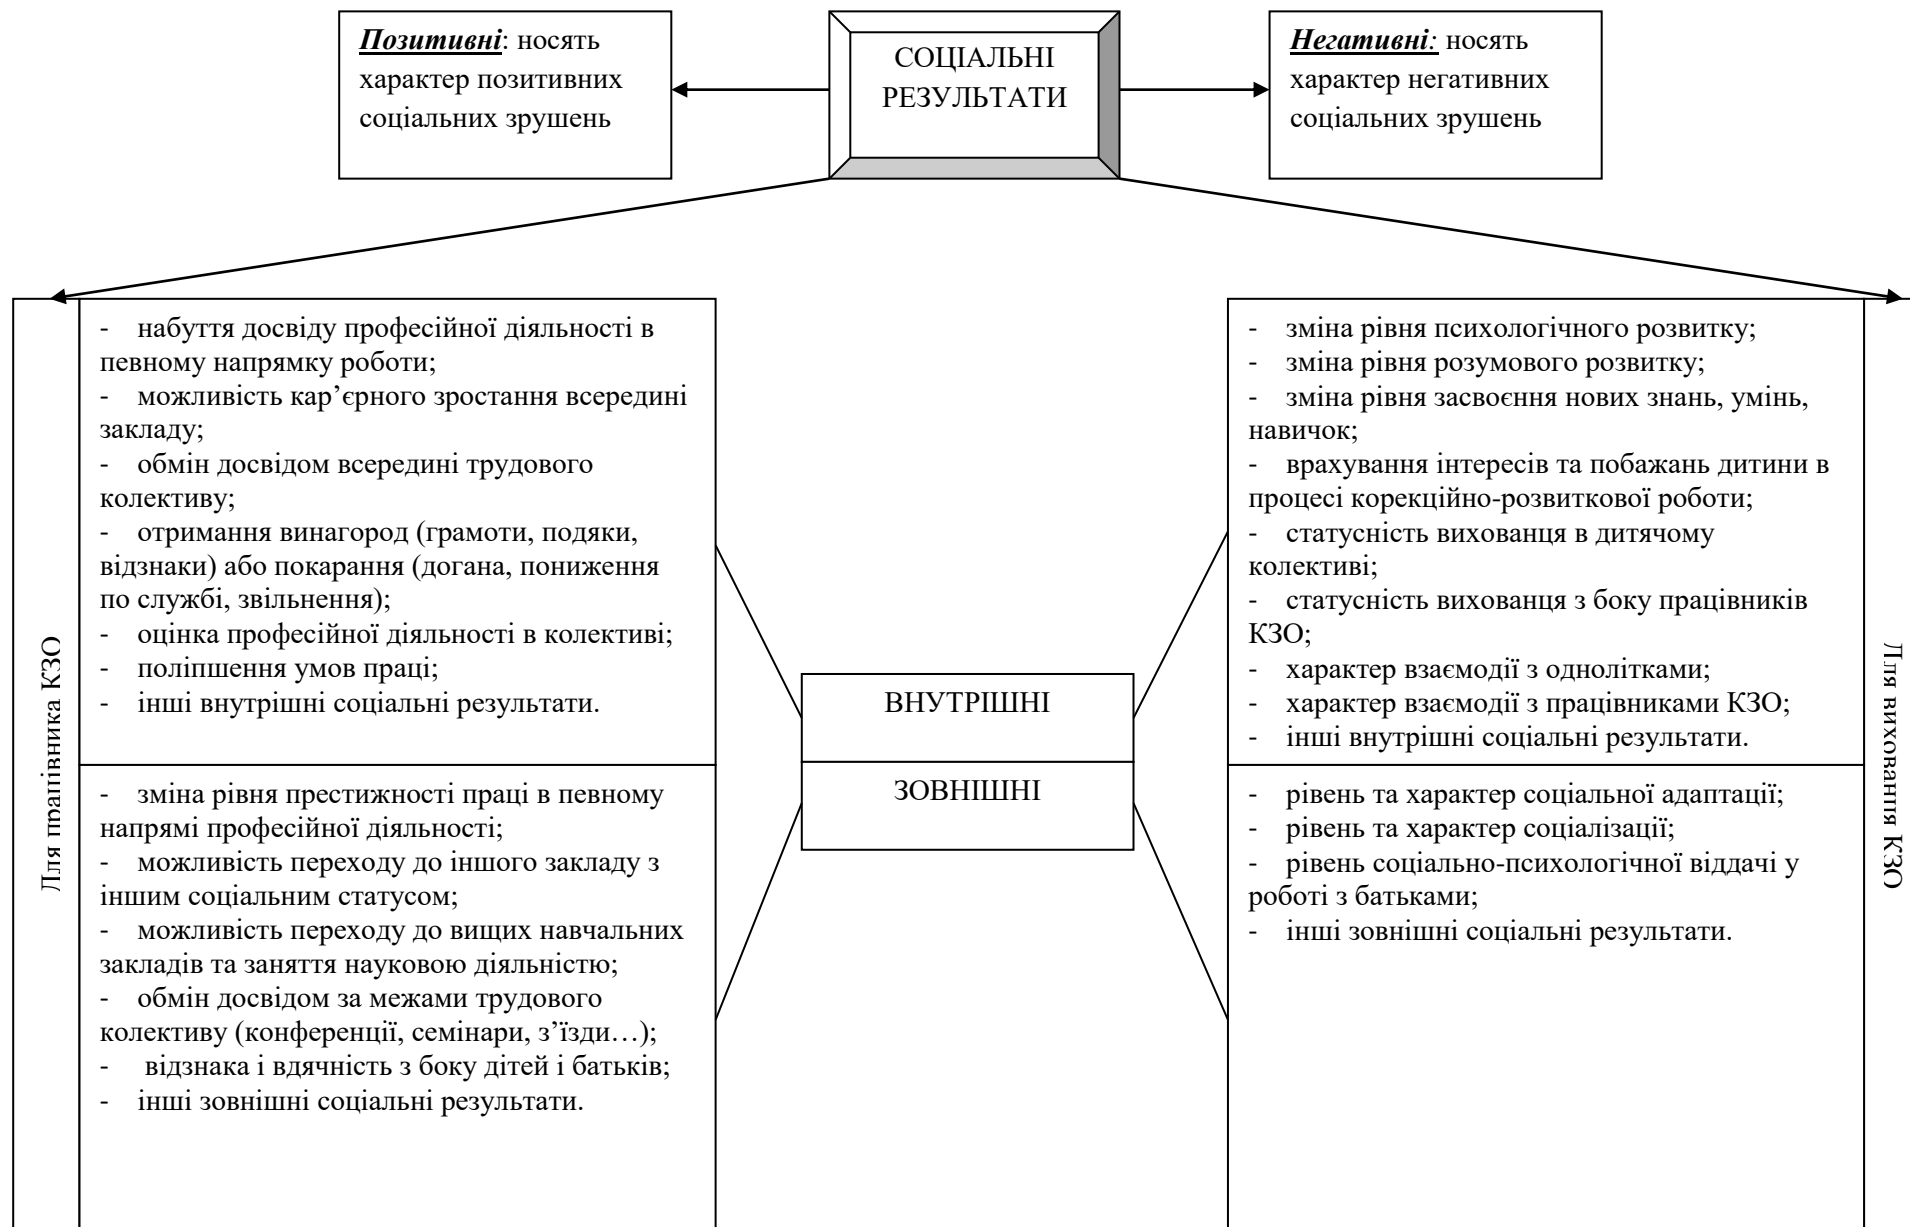 Позитивні: носять
характер позитивних
соціальних зрушень
СОЦІАЛЬНІ
РЕЗУЛЬТАТИ
Негативні: носять
характер негативних
соціальних зрушень
Для працівника КЗО
- набуття досвіду професійної діяльності в
певному напрямку роботи;
- можливість кар’єрного зростання всередині
закладу;
- обмін досвідом всередині трудового
колективу;
- отримання винагород (грамоти, подяки,
відзнаки) або покарання (догана, пониження
по службі, звільнення);
- оцінка професійної діяльності в колективі;
- поліпшення умов праці;
- інші внутрішні соціальні результати.
- зміна рівня престижності праці в певному
напрямі професійної діяльності;
- можливість переходу до іншого закладу з
іншим соціальним статусом;
- можливість переходу до вищих навчальних
закладів та заняття науковою діяльністю;
- обмін досвідом за межами трудового
колективу (конференції, семінари, з’їзди…);
- відзнака і вдячність з боку дітей і батьків;
- інші зовнішні соціальні результати.
ВНУТРІШНІ
ЗОВНІШНІ
- зміна рівня психологічного розвитку;
- зміна рівня розумового розвитку;
- зміна рівня засвоєння нових знань, умінь,
навичок;
- врахування інтересів та побажань дитини в
процесі корекційно-розвиткової роботи;
- статусність вихованця в дитячому
колективі;
- статусність вихованця з боку працівників
КЗО;
- характер взаємодії з однолітками;
- характер взаємодії з працівниками КЗО;
- інші внутрішні соціальні результати.
- рівень та характер соціальної адаптації;
- рівень та характер соціалізації;
- рівень соціально-психологічної віддачі у
роботі з батьками;
- інші зовнішні соціальні результати.
Для вихованця КЗО